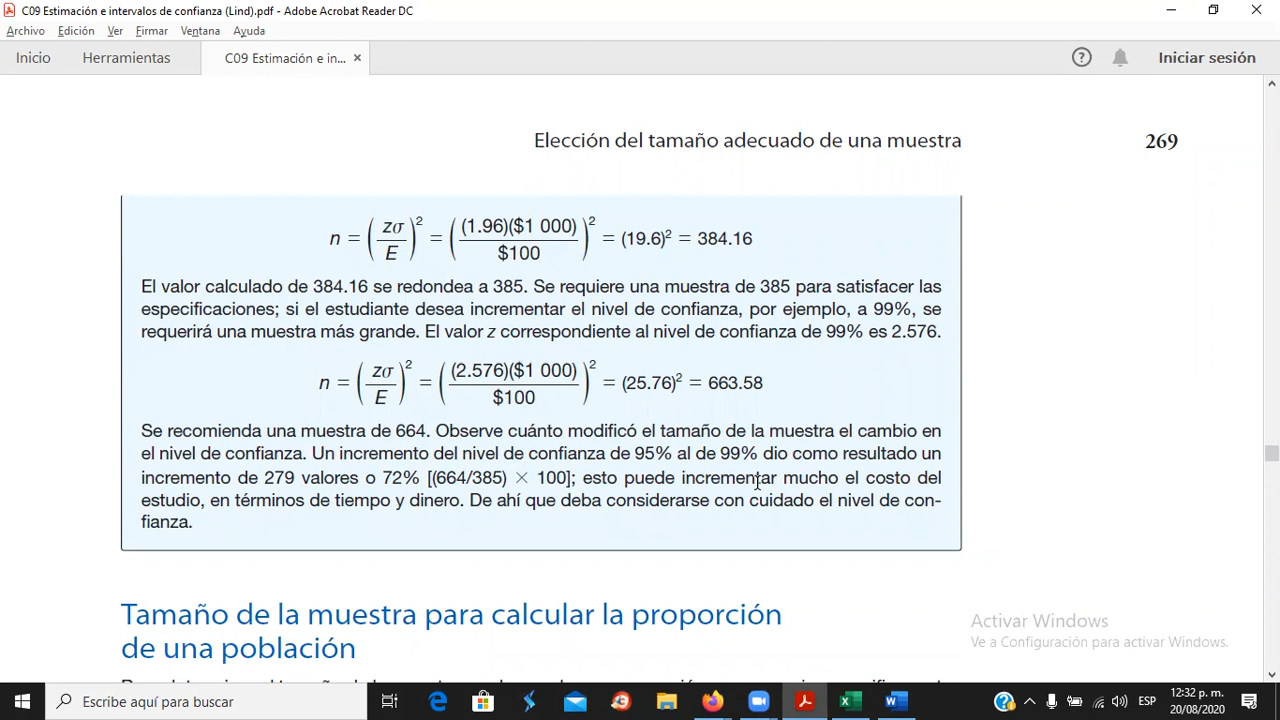 C09 Estimación e intervalos de confianza (Lind).pdf - Adobe Acrobat Reader DC
Archivo Edición Ver Firmar Ventana Ayuda
Inicio Herramientas C09 Estimación e in... × Iniciar sesión
Elección del tamaño adecuado de una muestra 269
n = (zσ/E)² = ((1.96)($1 000)/$100)² = (19.6)² = 384.16
El valor calculado de 384.16 se redondea a 385. Se requiere una muestra de 385 para satisfacer las
especificaciones; si el estudiante desea incrementar el nivel de confianza, por ejemplo, a 99%, se
requerirá una muestra más grande. El valor z correspondiente al nivel de confianza de 99% es 2.576.
n = (zσ/E)² = ((2.576)($1 000)/$100)² = (25.76)² = 663.58
Se recomienda una muestra de 664. Observe cuánto modificó el tamaño de la muestra el cambio en
el nivel de confianza. Un incremento del nivel de confianza de 95% al de 99% dio como resultado un
incremento de 279 valores o 72% [(664/385) × 100]; esto puede incrementar mucho el costo del
estudio, en términos de tiempo y dinero. De ahí que deba considerarse con cuidado el nivel de con-
fianza.
Tamaño de la muestra para calcular la proporción
de una población
Activar Windows
Ve a Configuración para activar Windows.
Escribe aquí para buscar
ESP
12:32 p. m.
20/08/2020